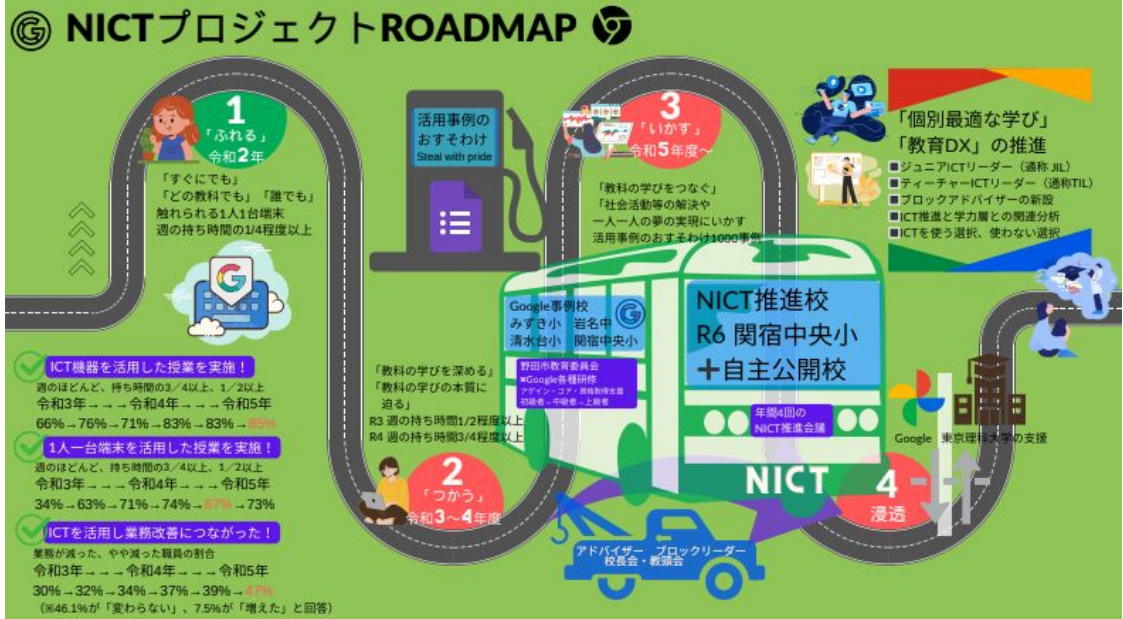 NICTプロジェクトROADMAP
1
「ふれる」
令和2年
「すぐにでも」
「どの教科でも」「誰でも」
触れられる1人1台端末
週の持ち時間の1/4程度以上
G
ICT機器を活用した授業を実施！
週のほどんど、持ち時間の3／4以上、1／2以上
令和3年→→→令和4年→→→令和5年
66%→76%→71%→83%→83%→85%
1人一台端末を活用した授業を実施！
週のほどんど、持ち時間の3／4以上、1／2以上
令和3年→→→令和4年→→→令和5年
34%→63%→71%→74%→87%→73%
ICTを活用し業務改善につながった！
業務が減った、やや減った職員の割合
令和3年→→→令和4年→→→令和5年
30%→32%→34%→37%→39%→47%
（※46.1%が「変わらない」、7.5%が「増えた」と回答）
活用事例の
おすそわけ
Steal with pride
「教科の学びを深める」
「教科の学びの本質に
迫る」
R3 週の持ち時間1/2程度以上
R4 週の持ち時間3/4程度以上
2
「つかう」
令和3～4年度
3
「いかす」
令和5年度～
「教科の学びをつなぐ」
「社会活動等の解決や
一人一人の夢の実現にいかす
活用事例のおすそわけ1000事例
Google事例校
みずき小　岩名中
清水台小　関宿中央小
野田市教育委員会
✖Google各種研修
アゲイン・コア・資格取得支援
初級者→中級者→上級者
NICT推進校
R6 関宿中央小
＋自主公開校
年間4回の
NICT推進会議
NICT
アドバイザー　ブロックリーダー
校長会・教頭会
4
浸透
「個別最適な学び」
「教育DX」の推進
■ジュニアICTリーダー（通称 JIL）
■ティーチャーICTリーダー（通称TIL）
■ブロックアドバイザーの新設
■ICT推進と学力層との関連分析
■ICTを使う選択、使わない選択
Google　東京理科大学の支援